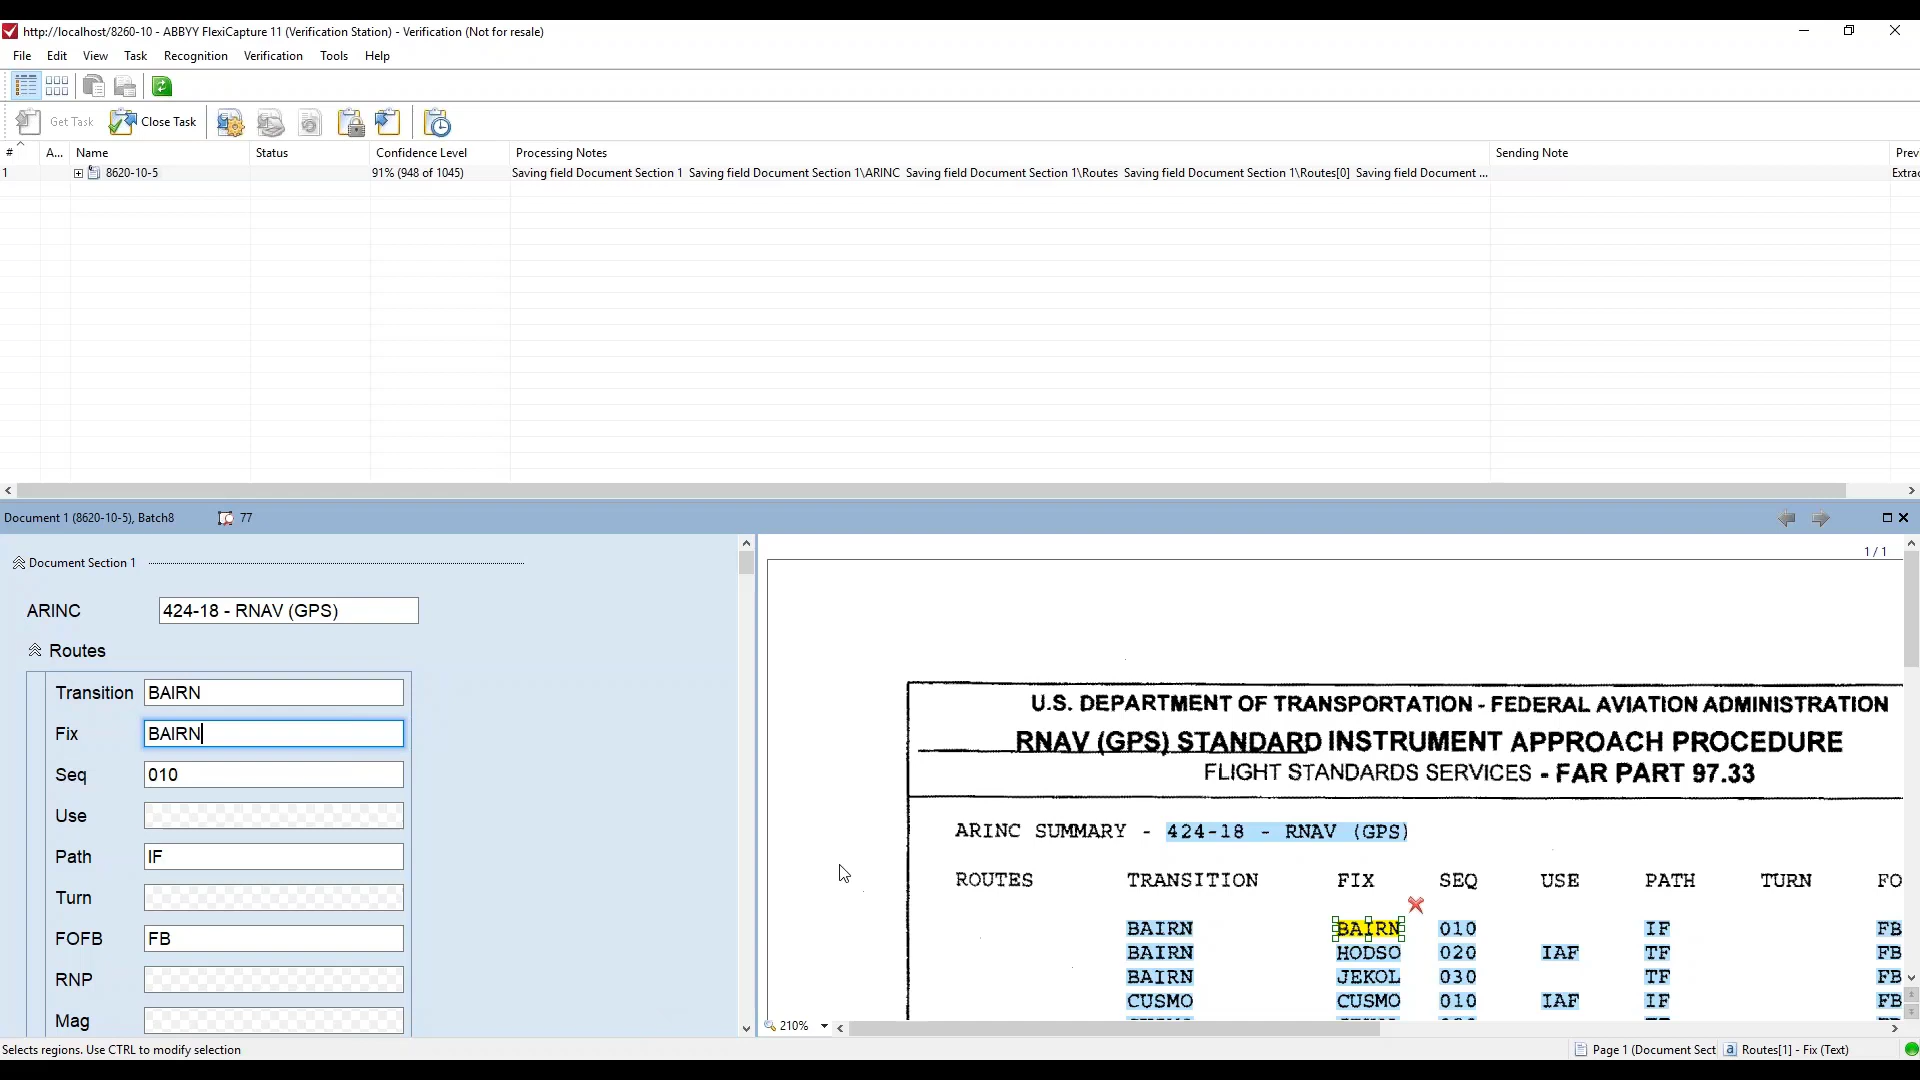 http://localhost/8260-10 - ABBYY FlexiCapture 11 (Verification Station) - Verification (Not for resale)
File Edit View Task Recognition Verification Tools Help
Get Task Close Task
# A... Name Status Confidence Level Processing Notes Sending Note Previ
1 8620-10-5 91% (948 of 1045) Saving field Document Section 1 Saving field Document Section 1\ARINC Saving field Document Section 1\Routes Saving field Document Section 1\Routes[0] Saving field Document ... Extrac
Document 1 (8620-10-5), Batch8 77
Document Section 1
ARINC 424-18 - RNAV (GPS)
Routes
Transition BAIRN
Fix BAIRN
Seq 010
Use
Path IF
Turn
FOFB FB
RNP
Mag
1 / 1
U.S. DEPARTMENT OF TRANSPORTATION - FEDERAL AVIATION ADMINISTRATION
RNAV (GPS) STANDARD INSTRUMENT APPROACH PROCEDURE
FLIGHT STANDARDS SERVICES - FAR PART 97.33
ARINC SUMMARY - 424-18 - RNAV (GPS)
ROUTES TRANSITION FIX SEQ USE PATH TURN FO
BAIRN BAIRN 010 IF FB
BAIRN HODSO 020 IAF TF FB
BAIRN JEKOL 030 TF FB
CUSMO CUSMO 010 IAF IF FB
210%
Selects regions. Use CTRL to modify selection Page 1 (Document Sect a Routes[1] - Fix (Text)